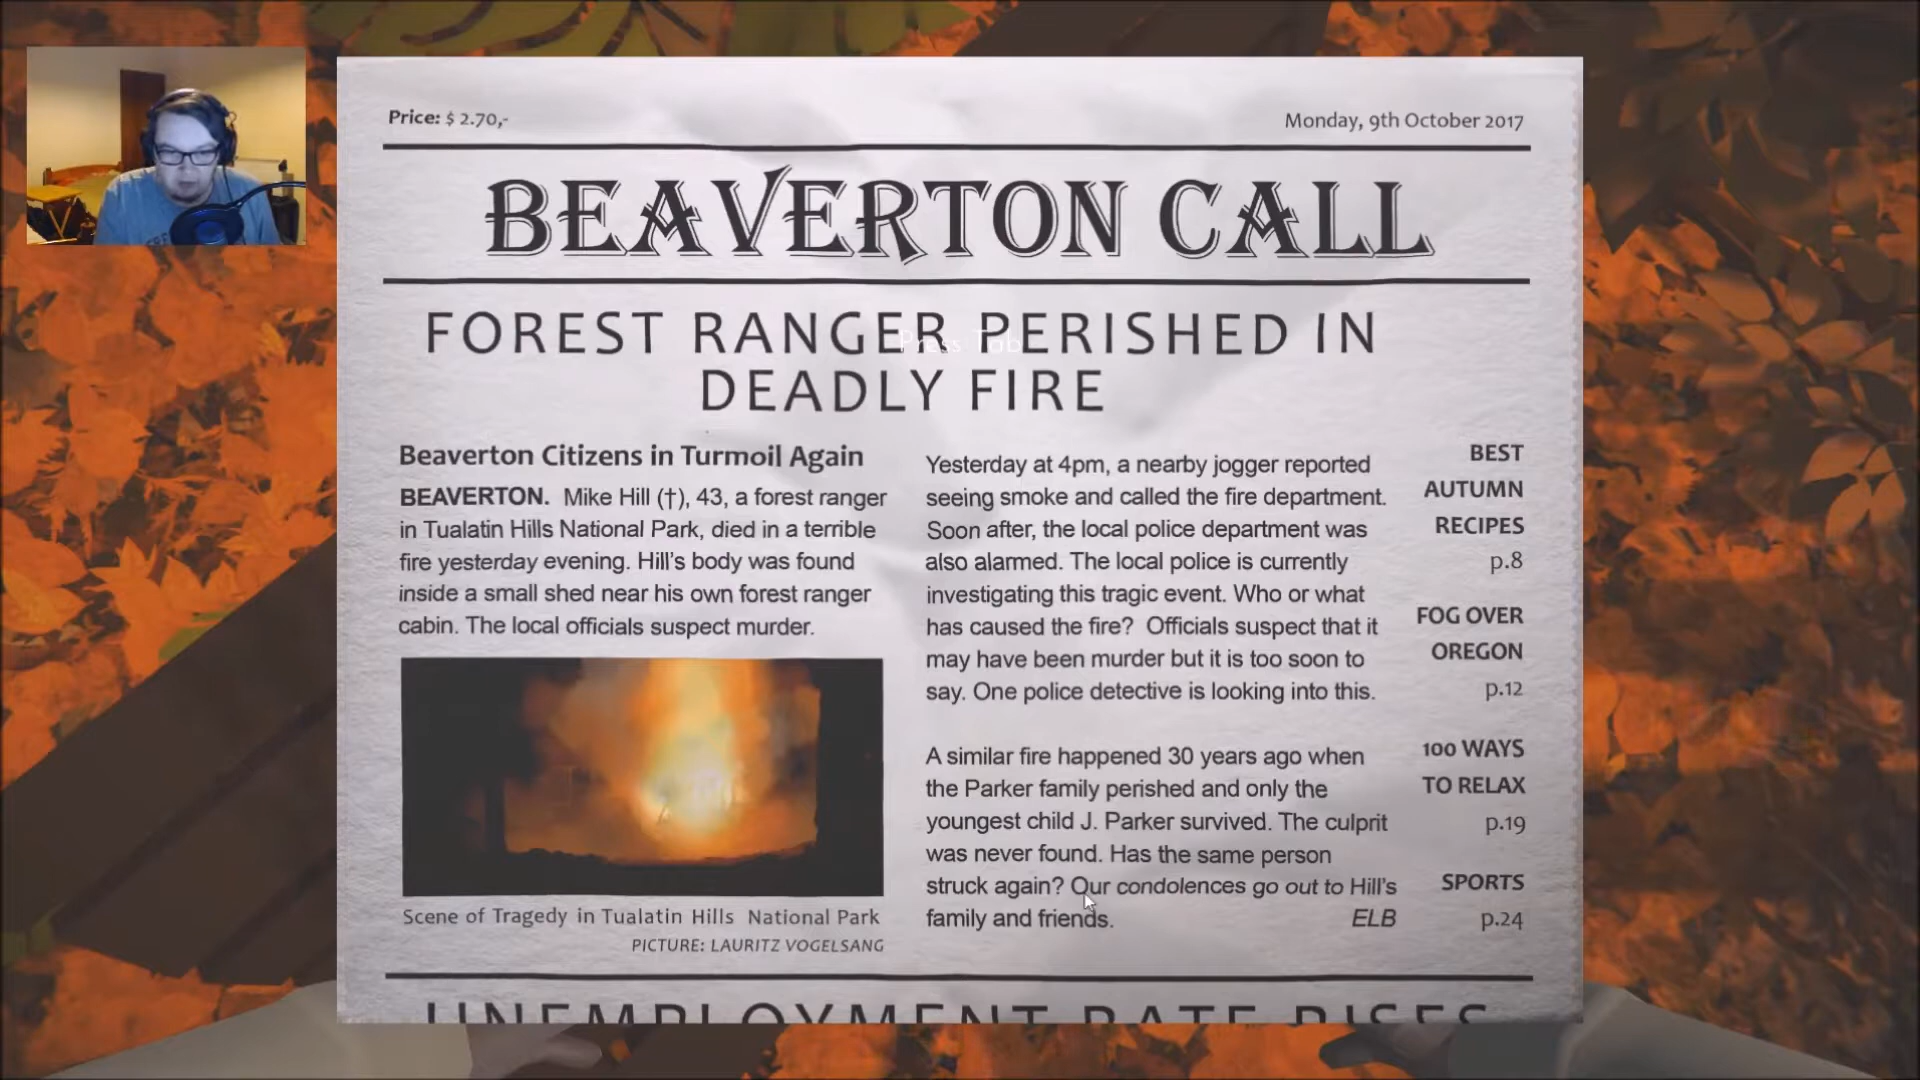 Price: $ 2.70,-
Monday, 9th October 2017
BEAVERTON CALL
FOREST RANGER PERISHED IN
DEADLY FIRE
Press Tab
Beaverton Citizens in Turmoil Again
BEAVERTON. Mike Hill (†), 43, a forest ranger
in Tualatin Hills National Park, died in a terrible
fire yesterday evening. Hill's body was found
inside a small shed near his own forest ranger
cabin. The local officials suspect murder.
Scene of Tragedy in Tualatin Hills National Park
PICTURE: LAURITZ VOGELSANG
Yesterday at 4pm, a nearby jogger reported
seeing smoke and called the fire department.
Soon after, the local police department was
also alarmed. The local police is currently
investigating this tragic event. Who or what
has caused the fire? Officials suspect that it
may have been murder but it is too soon to
say. One police detective is looking into this.
A similar fire happened 30 years ago when
the Parker family perished and only the
youngest child J. Parker survived. The culprit
was never found. Has the same person
struck again? Our condolences go out to Hill's
family and friends. ELB
BEST
AUTUMN
RECIPES
p.8
FOG OVER
OREGON
p.12
100 WAYS
TO RELAX
p.19
SPORTS
p.24
UNEMPLOYMENT RATE RISES